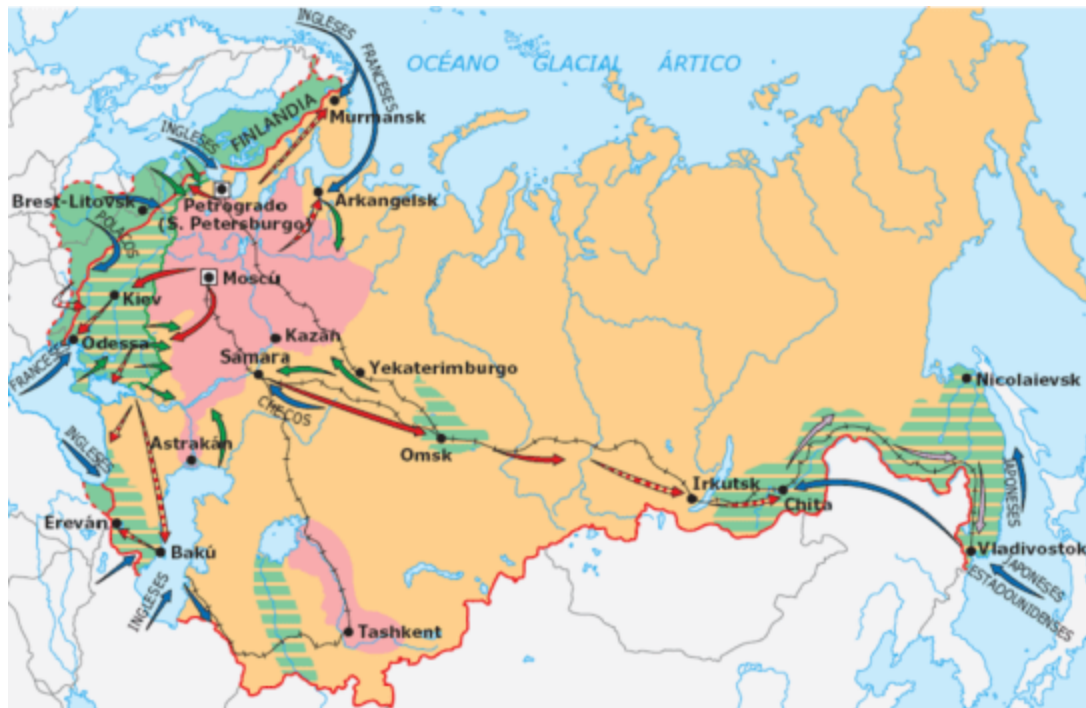 INGLESES
FRANCESES
OCÉANO GLACIAL ÁRTICO
FINLANDIA
Murmansk
INGLESES
Brest-Litovsk
Petrogrado
(S. Petersburgo)
Arkangelsk
POLACOS
Moscú
Kiev
Odessa
Kazán
FRANCESES
Sámara
Yekaterimburgo
Nicolaievsk
CHECOS
Astrakán
Omsk
INGLESES
Irkutsk
Chita
JAPONESES
Ereván
Bakú
Vladivostok
JAPONESES
ESTADOUNIDENSES
INGLESES
Tashkent